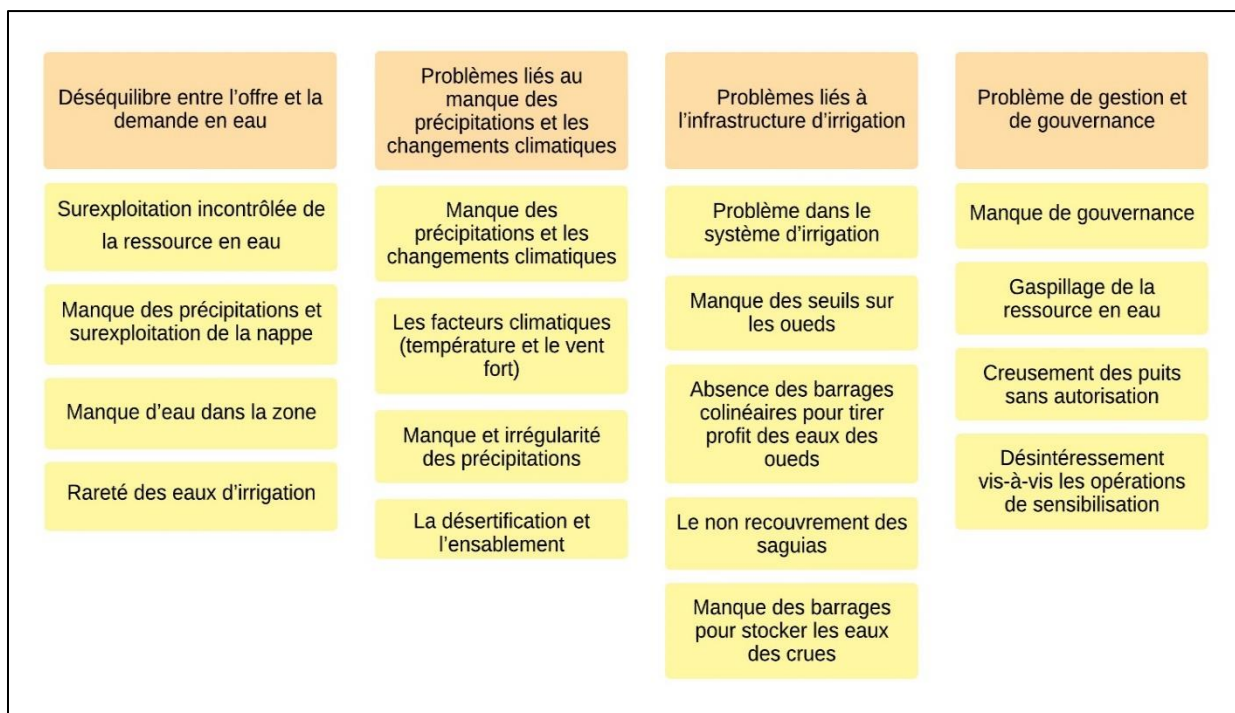 Déséquilibre entre l'offre et la
demande en eau
Surexploitation incontrôlée de
la ressource en eau
Manque des précipitations et
surexploitation de la nappe
Manque d'eau dans la zone
Rareté des eaux d'irrigation
Problèmes liés au
manque des
précipitations et les
changements climatiques
Manque des
précipitations et les
changements climatiques
Les facteurs climatiques
(température et le vent
fort)
Manque et irrégularité
des précipitations
La désertification et
l'ensablement
Problèmes liés à
l'infrastructure d'irrigation
Problème dans le
système d'irrigation
Manque des seuils sur
les oueds
Absence des barrages
colinéaires pour tirer
profit des eaux des
oueds
Le non recouvrement des
saguias
Manque des barrages
pour stocker les eaux
des crues
Problème de gestion et
de gouvernance
Manque de gouvernance
Gaspillage de la
ressource en eau
Creusement des puits
sans autorisation
Désintéressement
vis-à-vis les opérations
de sensibilisation